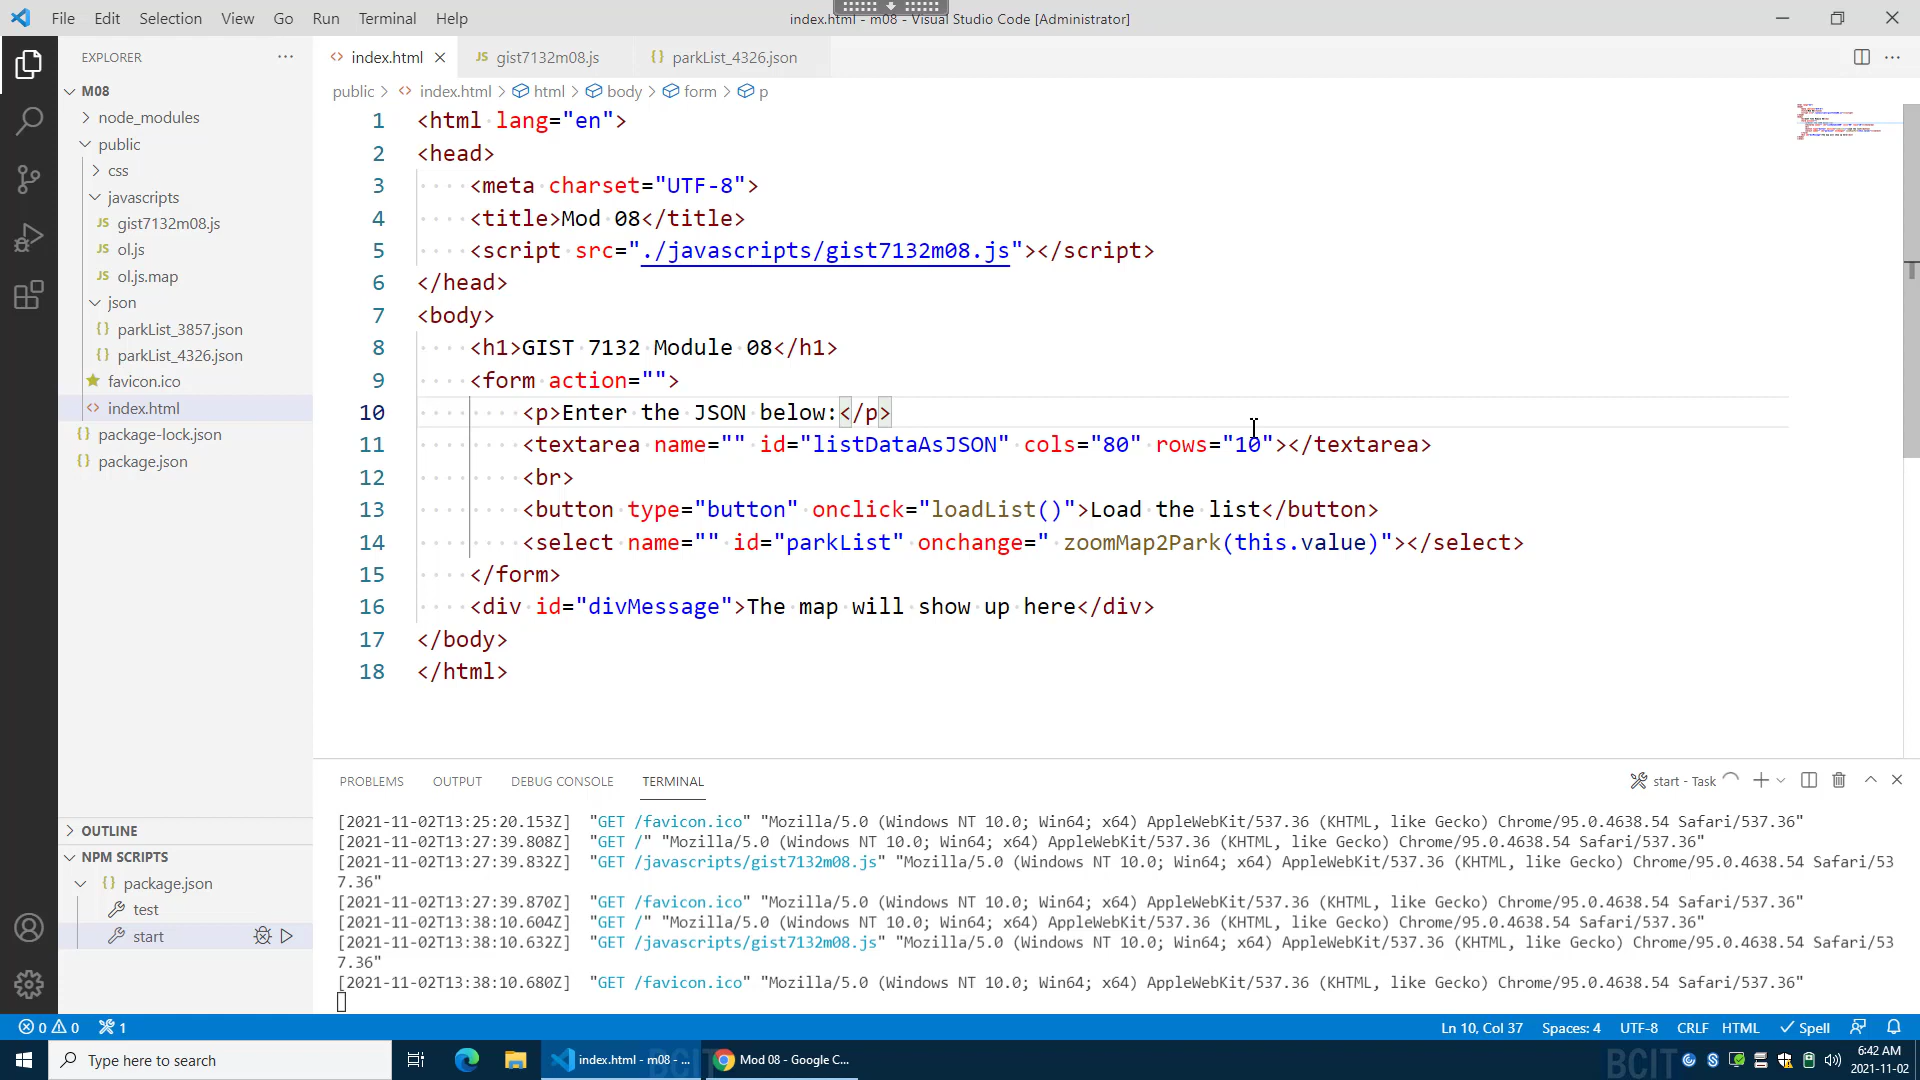 File Edit Selection View Go Run Terminal Help
index.html - m08 - Visual Studio Code [Administrator]
EXPLORER
index.html
JS gist7132m08.js
{} parkList_4326.json
public > <> index.html > html > body > form > p
M08
node_modules
public
css
javascripts
JS gist7132m08.js
JS ol.js
JS ol.js.map
json
{} parkList_3857.json
{} parkList_4326.json
favicon.ico
<> index.html
{} package-lock.json
{} package.json
OUTLINE
NPM SCRIPTS
{} package.json
test
start
1 <html lang="en">
2 <head>
3 <meta charset="UTF-8">
4 <title>Mod 08</title>
5 <script src="./javascripts/gist7132m08.js"></script>
6 </head>
7 <body>
8 <h1>GIST 7132 Module 08</h1>
9 <form action="">
10 <p>Enter the JSON below:</p>
11 <textarea name="" id="listDataAsJSON" cols="80" rows="10"></textarea>
12 <br>
13 <button type="button" onclick="loadList()">Load the list</button>
14 <select name="" id="parkList" onchange=" zoomMap2Park(this.value)"></select>
15 </form>
16 <div id="divMessage">The map will show up here</div>
17 </body>
18 </html>
PROBLEMS OUTPUT DEBUG CONSOLE TERMINAL
start - Task
[2021-11-02T13:25:20.153Z] "GET /favicon.ico" "Mozilla/5.0 (Windows NT 10.0; Win64; x64) AppleWebKit/537.36 (KHTML, like Gecko) Chrome/95.0.4638.54 Safari/537.36"
[2021-11-02T13:27:39.808Z] "GET /" "Mozilla/5.0 (Windows NT 10.0; Win64; x64) AppleWebKit/537.36 (KHTML, like Gecko) Chrome/95.0.4638.54 Safari/537.36"
[2021-11-02T13:27:39.832Z] "GET /javascripts/gist7132m08.js" "Mozilla/5.0 (Windows NT 10.0; Win64; x64) AppleWebKit/537.36 (KHTML, like Gecko) Chrome/95.0.4638.54 Safari/53
7.36"
[2021-11-02T13:27:39.870Z] "GET /favicon.ico" "Mozilla/5.0 (Windows NT 10.0; Win64; x64) AppleWebKit/537.36 (KHTML, like Gecko) Chrome/95.0.4638.54 Safari/537.36"
[2021-11-02T13:38:10.604Z] "GET /" "Mozilla/5.0 (Windows NT 10.0; Win64; x64) AppleWebKit/537.36 (KHTML, like Gecko) Chrome/95.0.4638.54 Safari/537.36"
[2021-11-02T13:38:10.632Z] "GET /javascripts/gist7132m08.js" "Mozilla/5.0 (Windows NT 10.0; Win64; x64) AppleWebKit/537.36 (KHTML, like Gecko) Chrome/95.0.4638.54 Safari/53
7.36"
[2021-11-02T13:38:10.680Z] "GET /favicon.ico" "Mozilla/5.0 (Windows NT 10.0; Win64; x64) AppleWebKit/537.36 (KHTML, like Gecko) Chrome/95.0.4638.54 Safari/537.36"
0 0 1
Ln 10, Col 37 Spaces: 4 UTF-8 CRLF HTML Spell
Type here to search
index.html - m08 - ...
Mod 08 - Google C...
BCIT
6:42 AM
2021-11-02